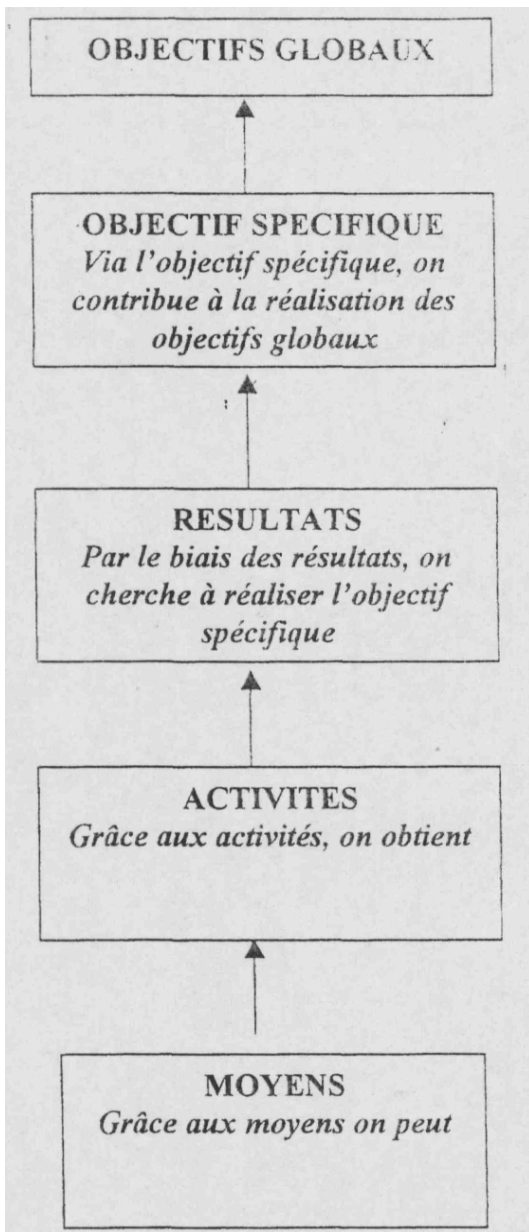 OBJECTIFS GLOBAUX
OBJECTIF SPECIFIQUE
Via l'objectif spécifique, on
contribue à la réalisation des
objectifs globaux
RESULTATS
Par le biais des résultats, on
cherche à réaliser l'objectif
spécifique
ACTIVITES
Grâce aux activités, on obtient
MOYENS
Grâce aux moyens on peut